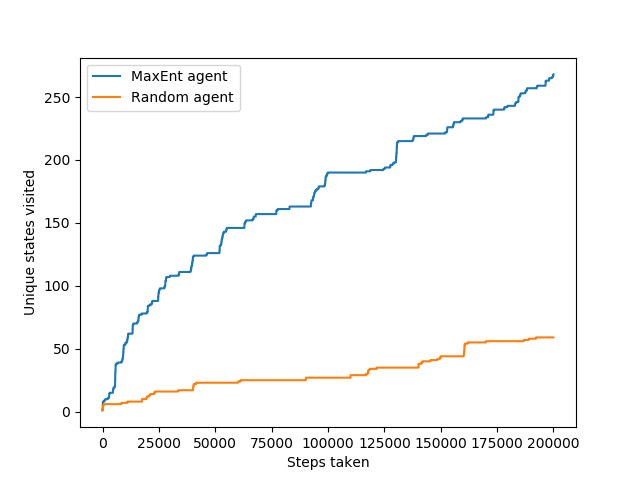 MaxEnt agent
Random agent
250
200
150
100
50
0
Unique states visited
0 25000 50000 75000 100000 125000 150000 175000 200000
Steps taken